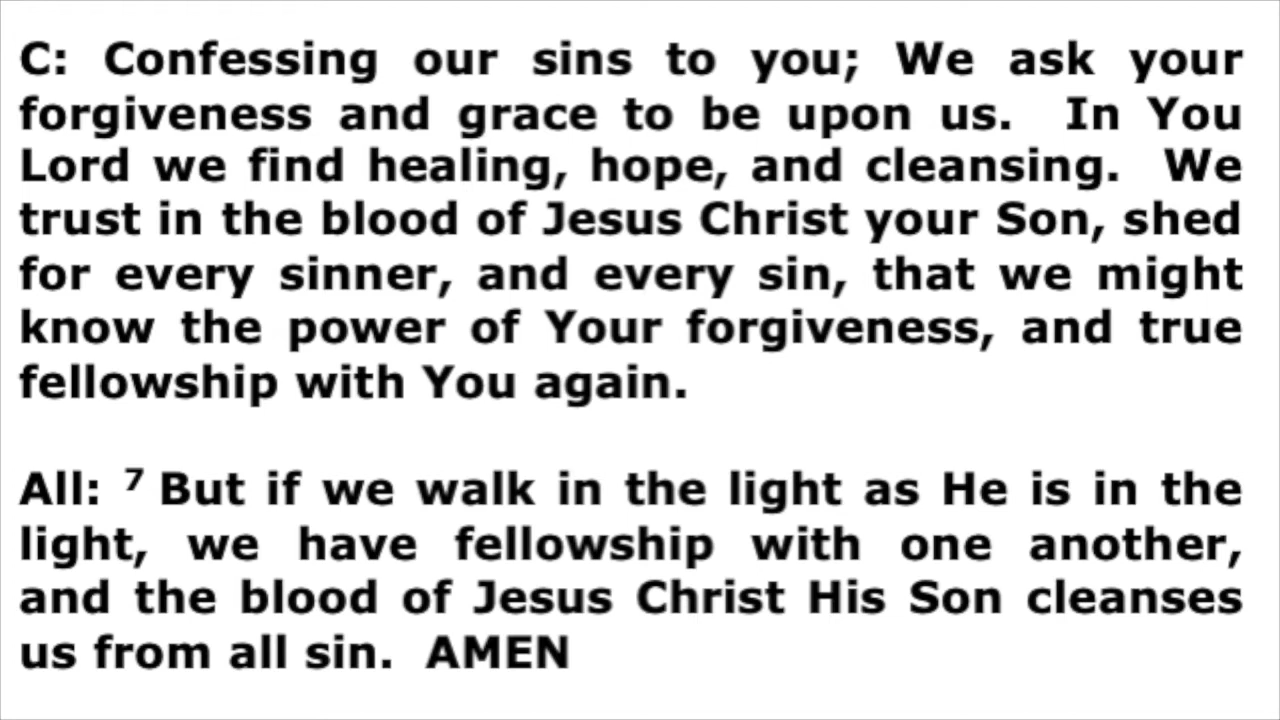 C: Confessing our sins to you; We ask your
forgiveness and grace to be upon us. In You
Lord we find healing, hope, and cleansing. We
trust in the blood of Jesus Christ your Son, shed
for every sinner, and every sin, that we might
know the power of Your forgiveness, and true
fellowship with You again.
All: ⁷ But if we walk in the light as He is in the
light, we have fellowship with one another,
and the blood of Jesus Christ His Son cleanses
us from all sin. AMEN